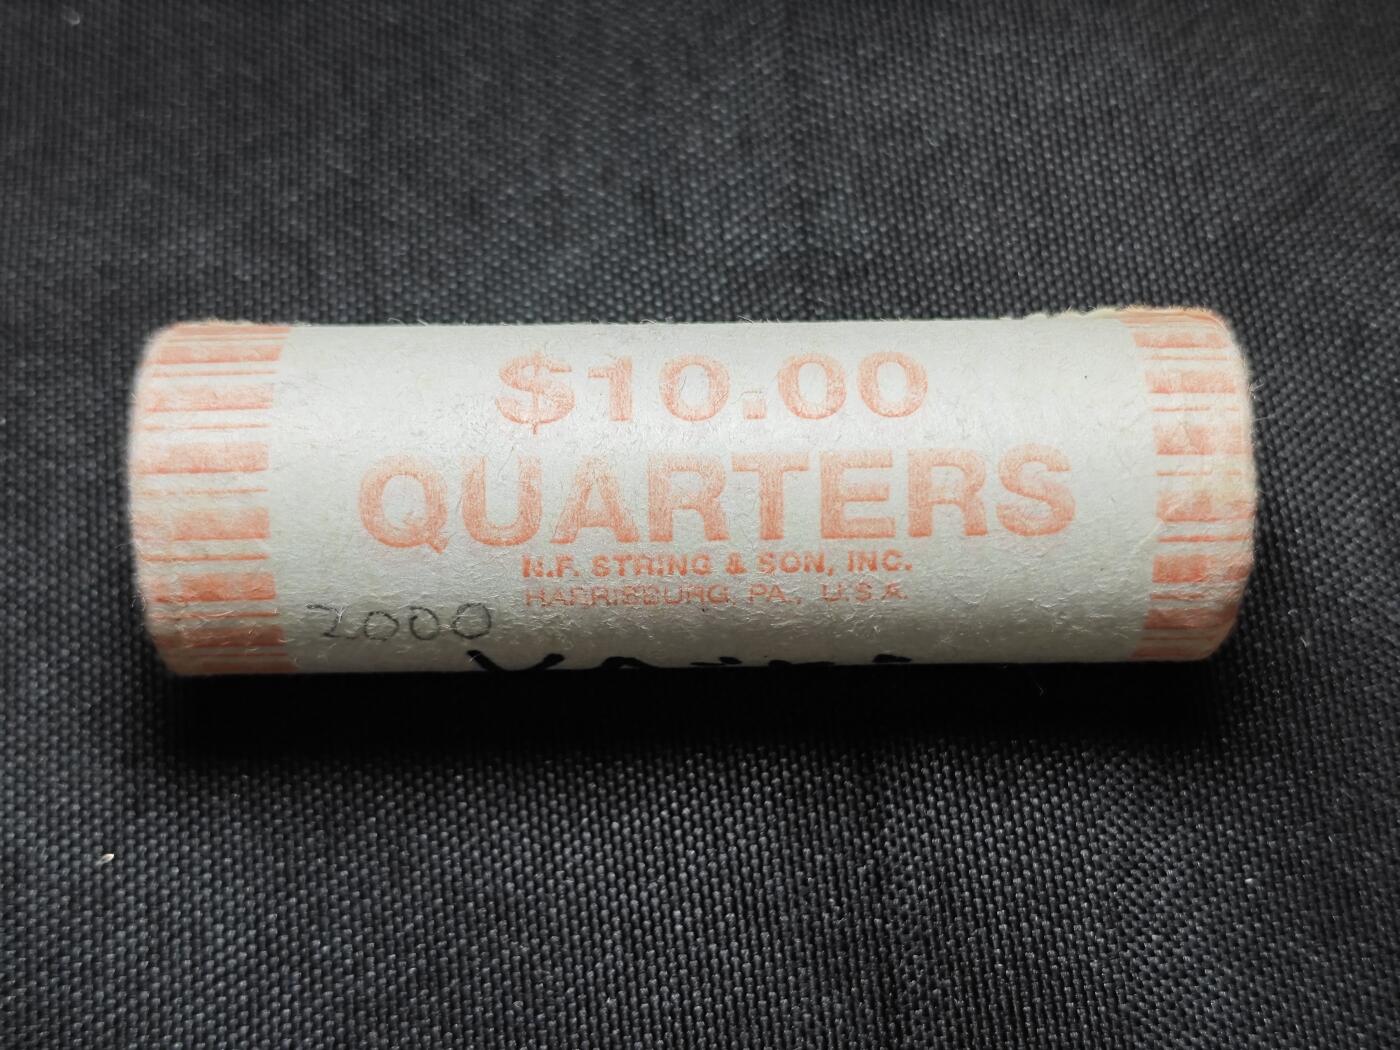 $10.00
QUARTERS
N.F. STRING & SON, INC.
HARRISBURG, PA., U.S.A.
2000